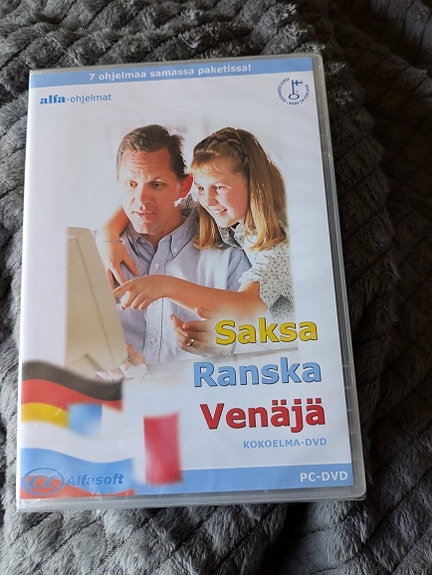 7 ohjelmaa samassa paketissa!
alfa-ohjelmat
Saksa
Ranska
Venäjä
KOKOELMA-DVD
Alfasoft
PC-DVD